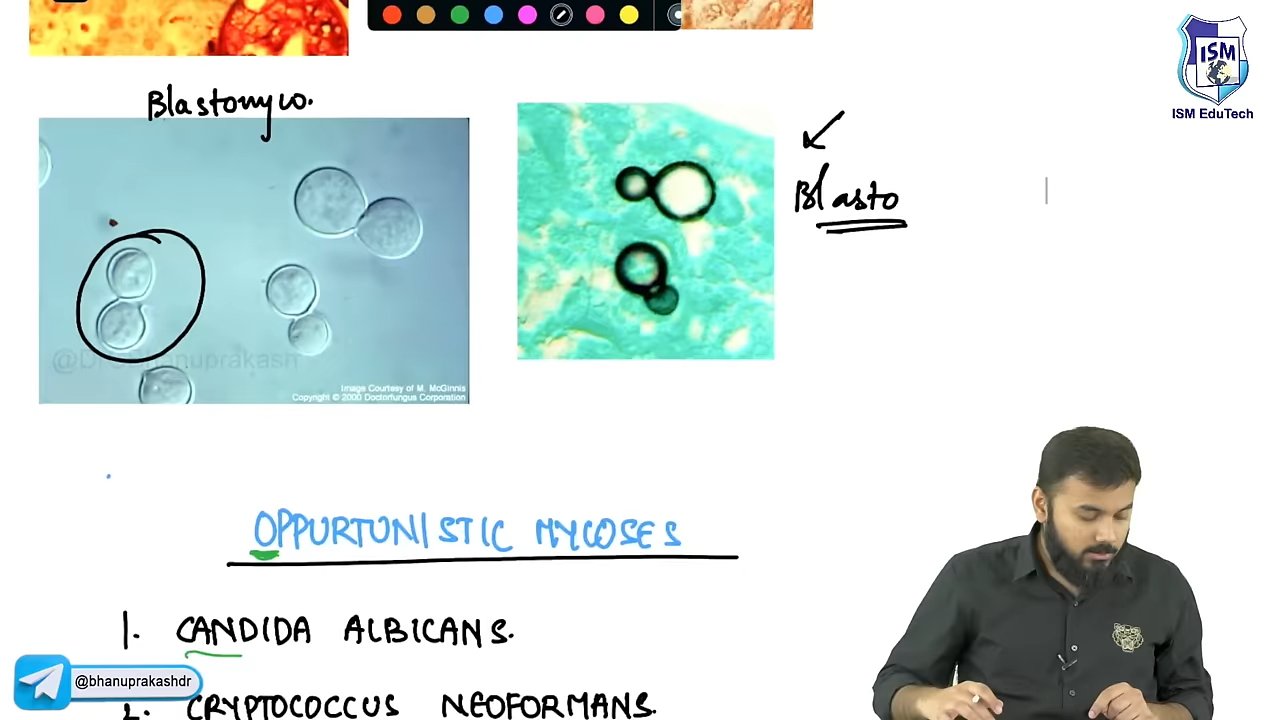 ISM
ISM EduTech
Blastomyco.
Blasto
Image Courtesy of M. McGinnis
Copyright © 2000 Doctorfungus Corporation
OPPURTUNISTIC MYCOSES
1. CANDIDA ALBICANS.
@bhanuprakashdr
2. CRYPTOCOCCUS NEOFORMANS.